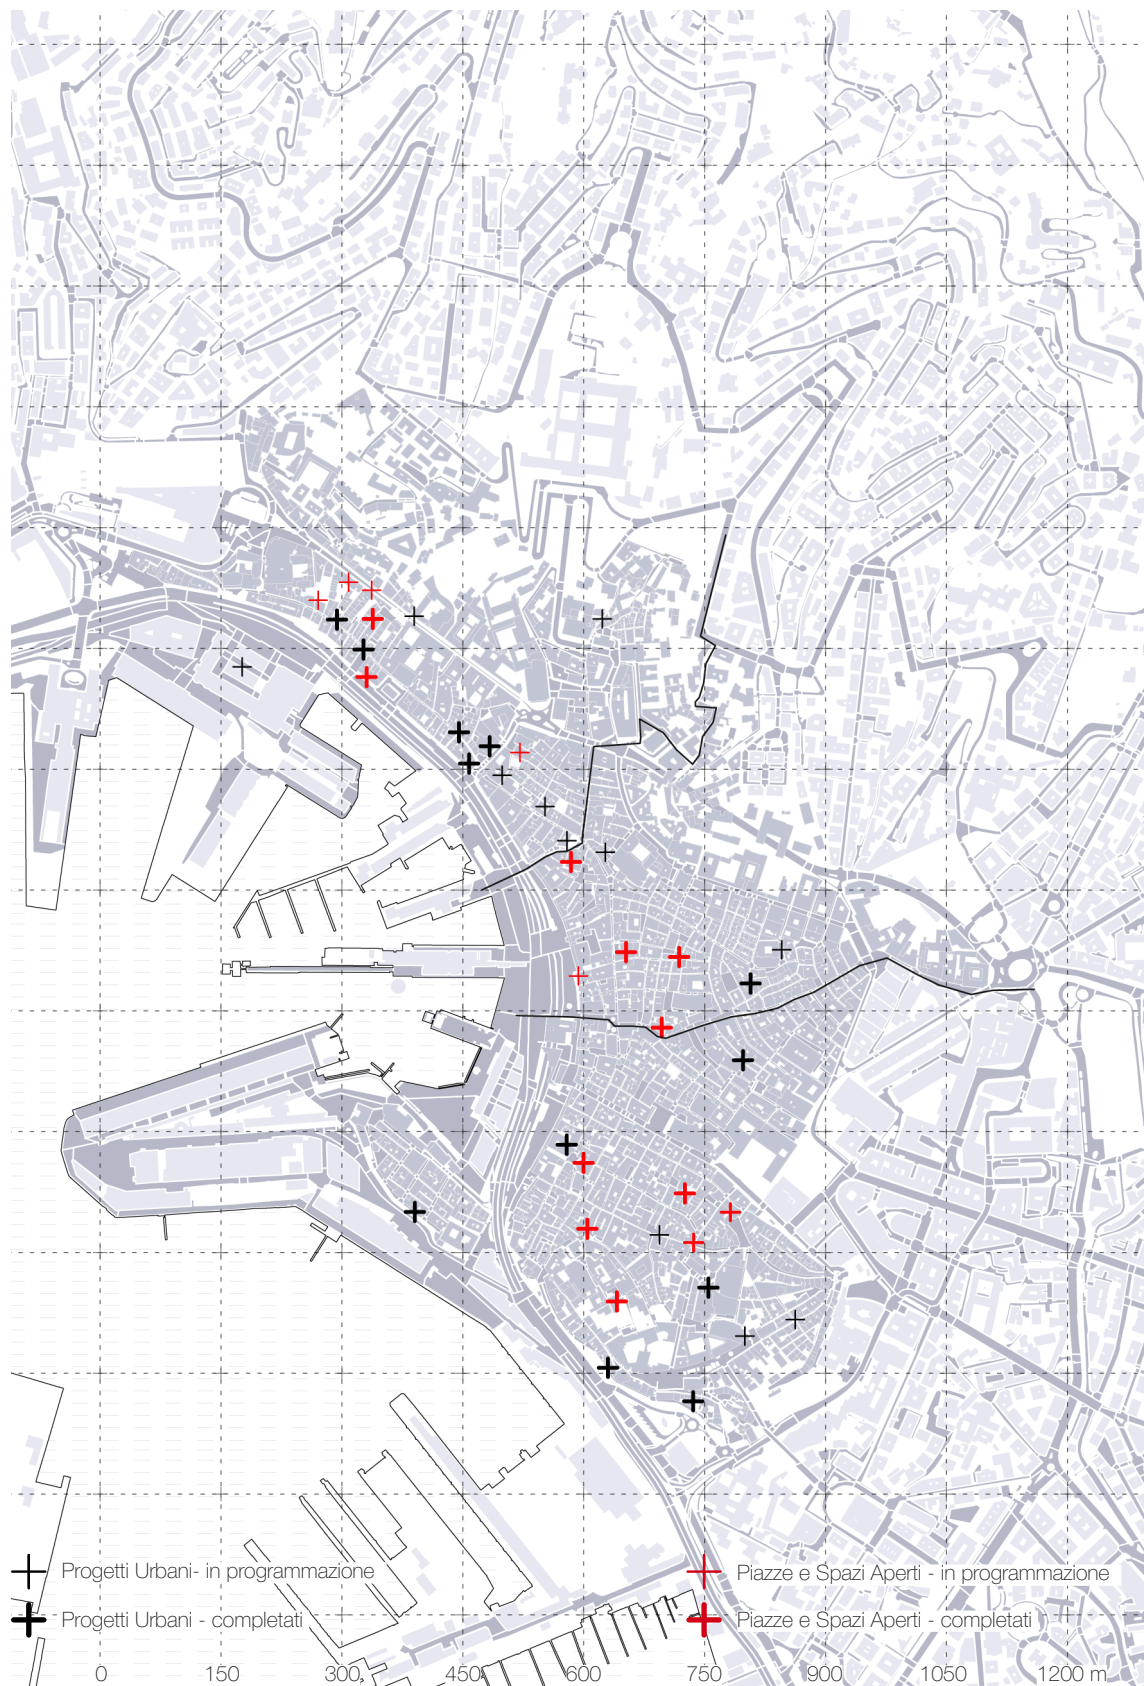 Progetti Urbani- in programmazione
Piazze e Spazi Aperti - in programmazione
Progetti Urbani - completati
Piazze e Spazi Aperti - completati
0 150 300 450 600 750 900 1050 1200 m